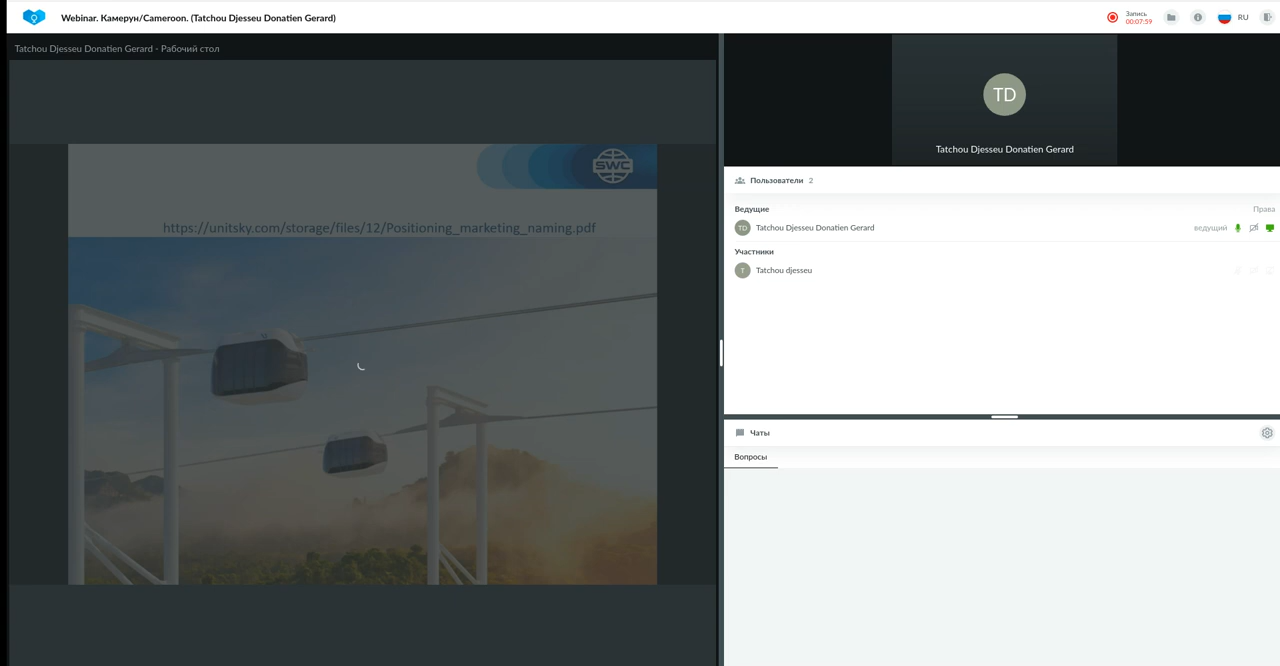 Webinar. Камерун/Cameroon. (Tatchou Djesseu Donatien Gerard)
Запись
00:07:59
RU
Tatchou Djesseu Donatien Gerard - Рабочий стол
SWC
https://unitsky.com/storage/files/12/Positioning_marketing_naming.pdf
TD
Tatchou Djesseu Donatien Gerard
Пользователи 2
Ведущие Права
TD Tatchou Djesseu Donatien Gerard ведущий
Участники
T Tatchou djesseu
Чаты
Вопросы